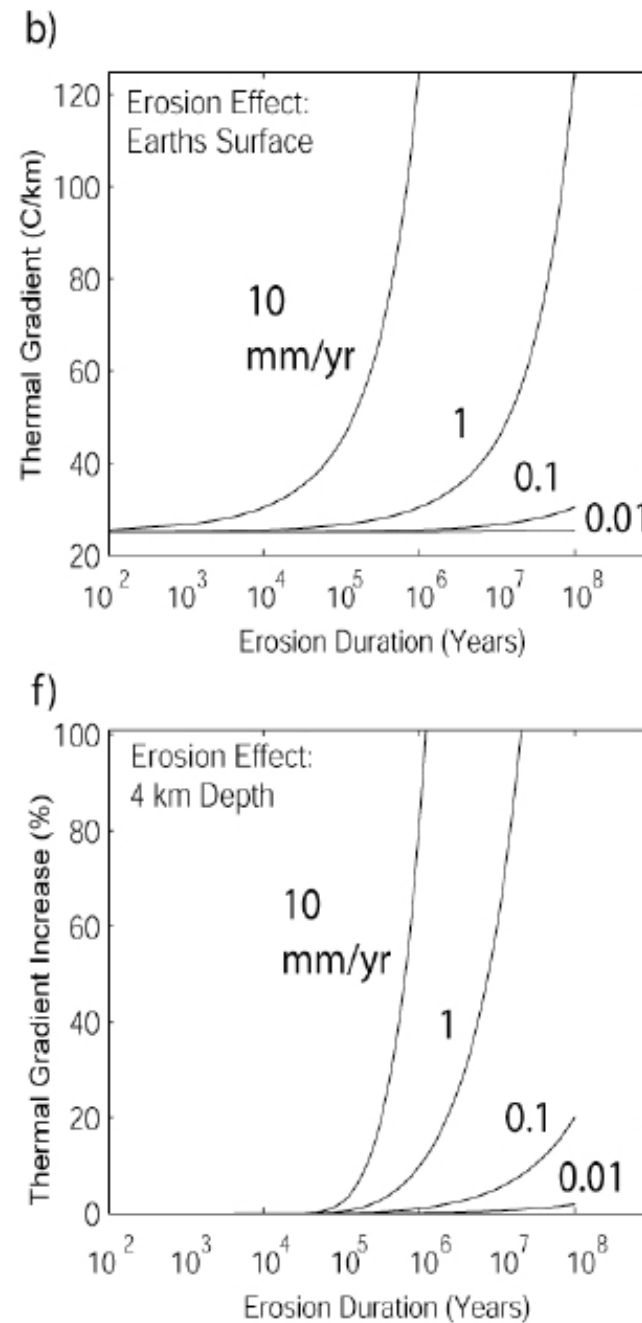 b)
Erosion Effect:
Earths Surface
Thermal Gradient (C/km)
120
100
80
60
40
20
10
mm/yr
1
0.1
0.01
10^2 10^3 10^4 10^5 10^6 10^7 10^8
Erosion Duration (Years)
f)
Erosion Effect:
4 km Depth
Thermal Gradient Increase (%)
100
80
60
40
20
0
10
mm/yr
1
0.1
0.01
10^2 10^3 10^4 10^5 10^6 10^7 10^8
Erosion Duration (Years)